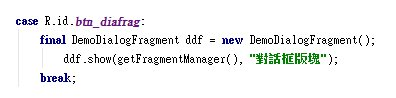 case R.id.btn_diafrag:
final DemoDialogFragment ddf = new DemoDialogFragment();
ddf.show(getFragmentManager(), "對話框版塊");
break;